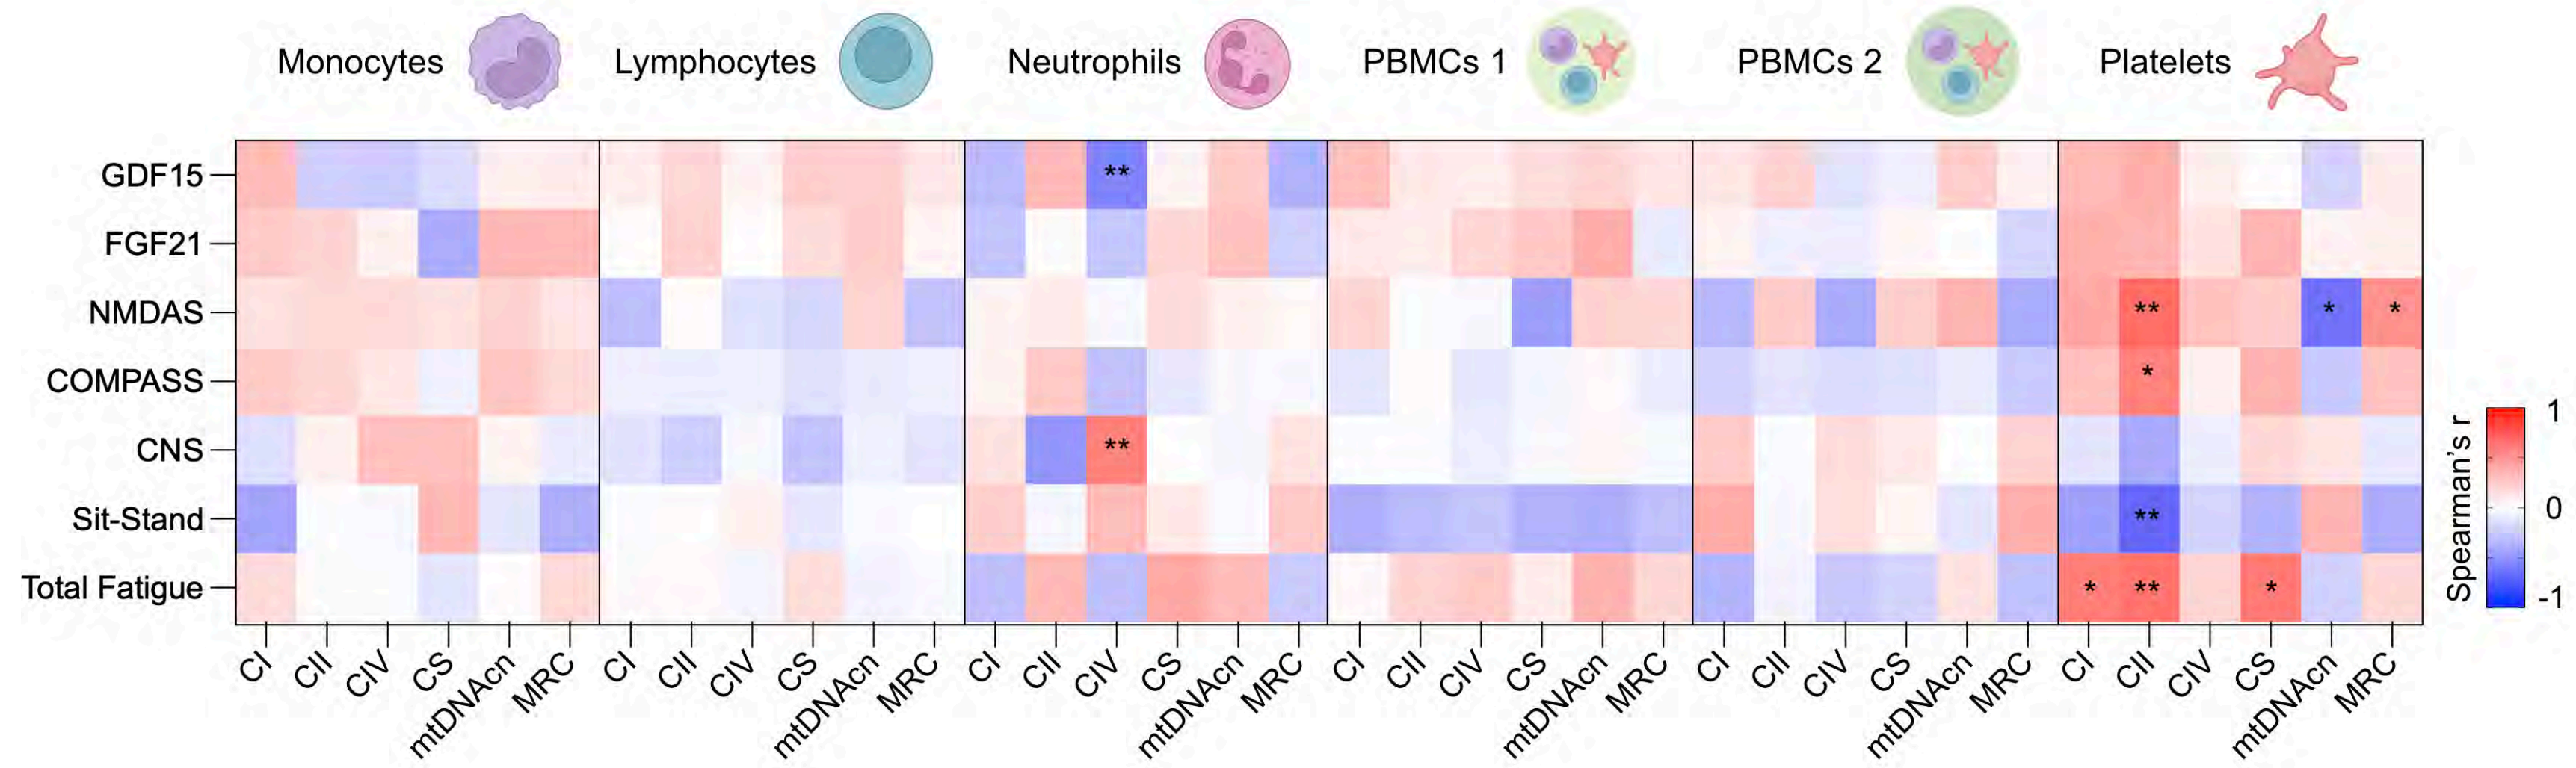 Monocytes Lymphocytes Neutrophils PBMCs 1 PBMCs 2 Platelets
GDF15 **
FGF21
NMDAS ** * *
COMPASS *
CNS **
Sit-Stand **
Total Fatigue * ** *
CI CII CIV CS mtDNAcn MRC CI CII CIV CS mtDNAcn MRC CI CII CIV CS mtDNAcn MRC CI CII CIV CS mtDNAcn MRC CI CII CIV CS mtDNAcn MRC CI CII CIV CS mtDNAcn MRC
Spearman's r
1
0
-1